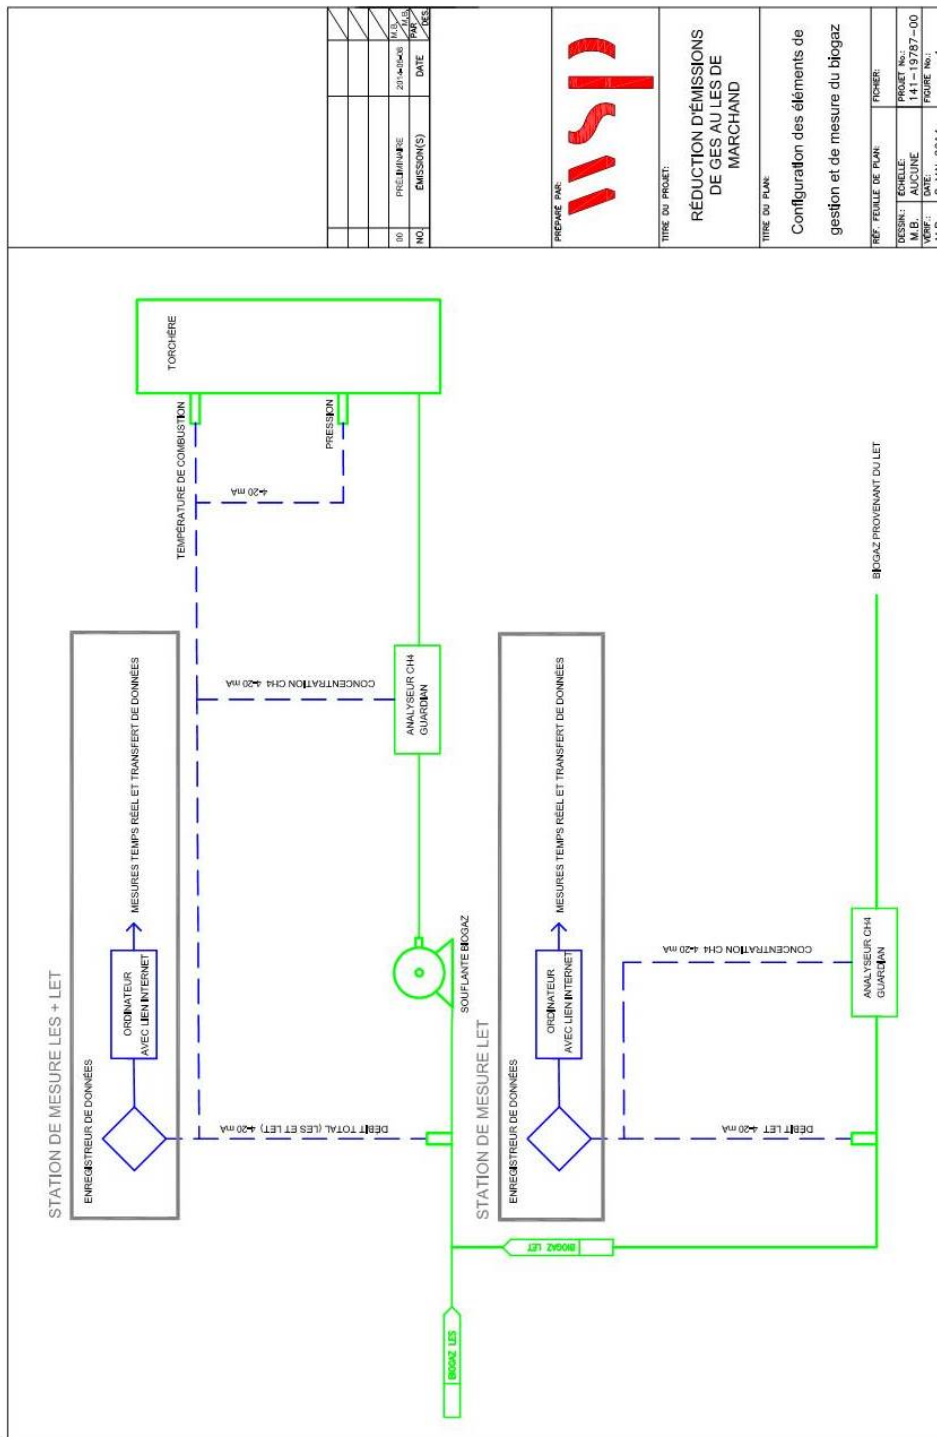 STATION DE MESURE LES + LET
ENREGISTREUR DE DONNÉES
ORDINATEUR
AVEC LIEN INTERNET
MESURES TEMPS RÉEL ET TRANSFERT DE DONNÉES
TEMPÉRATURE DE COMBUSTION
TORCHÈRE
PRESSION
4-20 mA
CONCENTRATION CH4 4-20 mA
DÉBIT TOTAL (LES ET LET) 4-20 mA
ANALYSEUR CH4
GUARDIAN
SOUFLANTE BIOGAZ
BIOGAZ LES
STATION DE MESURE LET
ENREGISTREUR DE DONNÉES
ORDINATEUR
AVEC LIEN INTERNET
MESURES TEMPS RÉEL ET TRANSFERT DE DONNÉES
CONCENTRATION CH4 4-20 mA
DÉBIT LET 4-20 mA
BIOGAZ LET
ANALYSEUR CH4
GUARDIAN
BIOGAZ PROVENANT DU LET
00 PRÉLIMINAIRE 2014-05-06 M.B. M.B.
NO. ÉMISSION(S) DATE PAR DES.
PRÉPARÉ PAR:
WSP
TITRE DU PROJET:
RÉDUCTION D'ÉMISSIONS
DE GES AU LES DE
MARCHAND
TITRE DU PLAN:
Configuration des éléments de
gestion et de mesure du biogaz
RÉF. FEUILLE DE PLAN: FICHIER:
DESSIN.: ÉCHELLE: PROJET No.:
M.B. AUCUNE 141-19787-00
VÉRIF.: DATE: FIGURE No.: